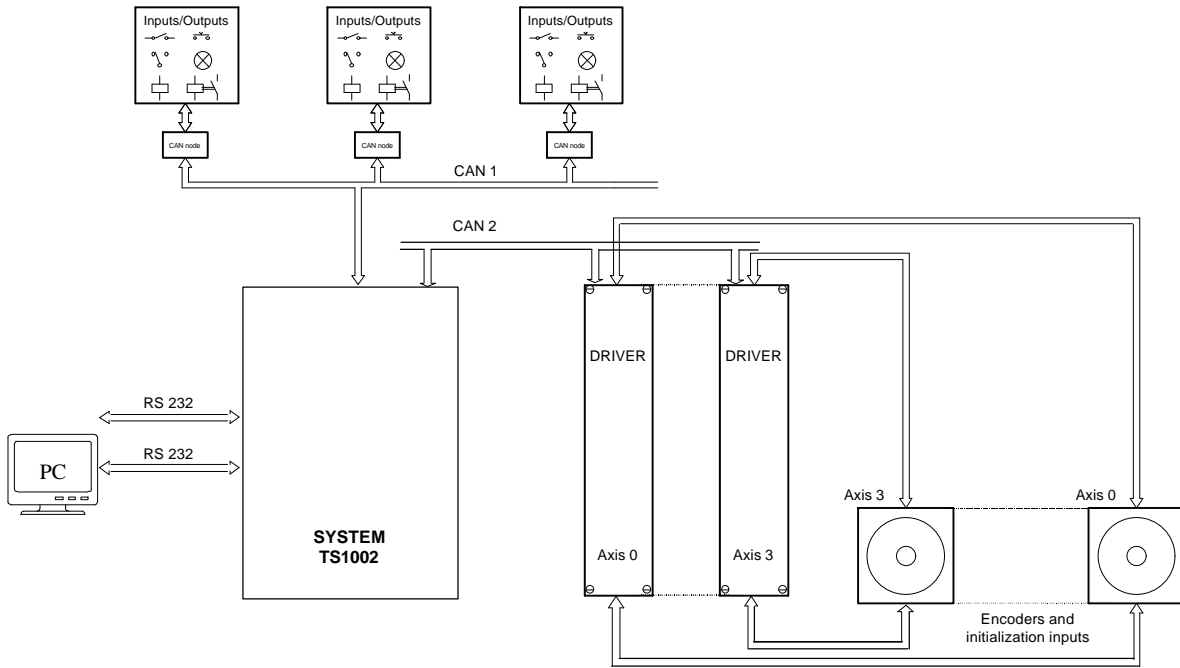 Inputs/Outputs
Inputs/Outputs
Inputs/Outputs
CAN node
CAN node
CAN node
CAN 1
CAN 2
DRIVER
DRIVER
RS 232
RS 232
PC
SYSTEM
TS1002
Axis 0
Axis 3
Axis 3
Axis 0
Encoders and
initialization inputs